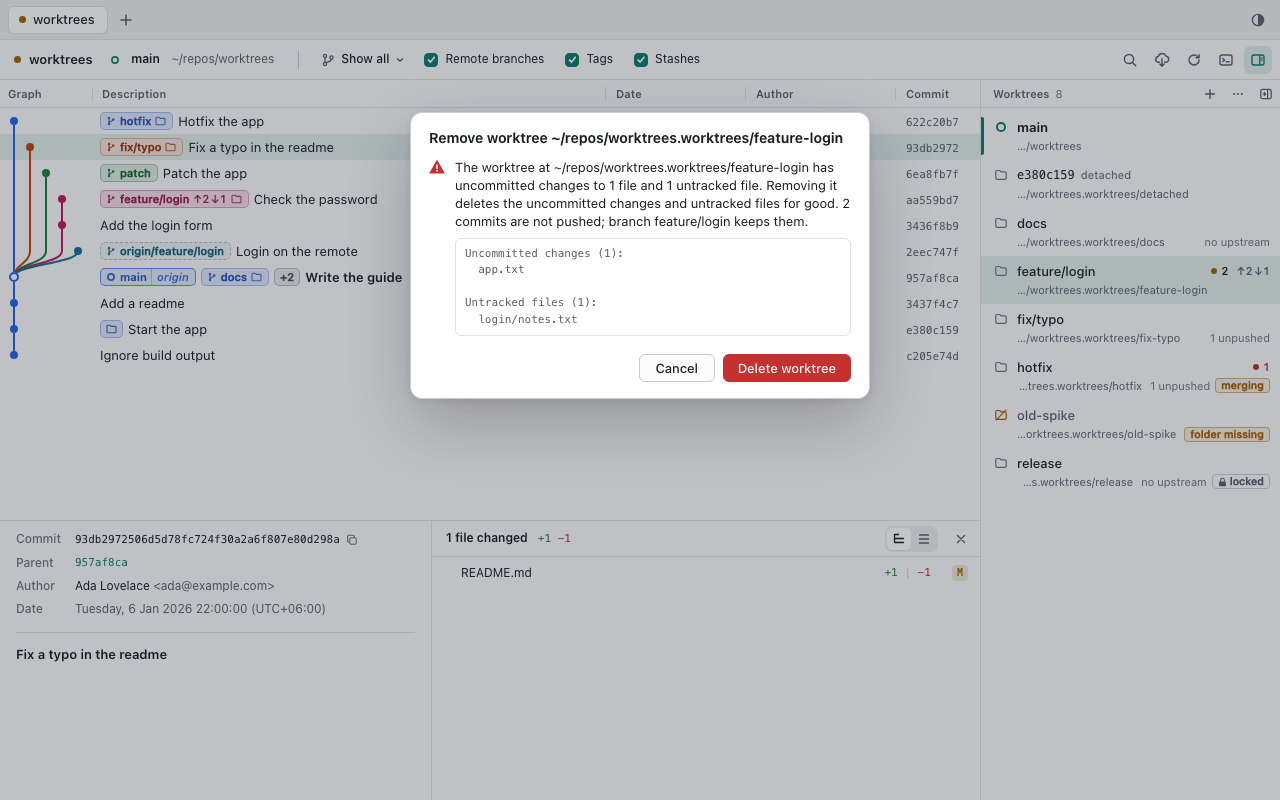 worktrees
worktrees main ~/repos/worktrees Show all Remote branches Tags Stashes
Graph Description Date Author Commit
hotfix Hotfix the app 622c20b7
fix/typo Fix a typo in the readme 93db2972
patch Patch the app 6ea8fb7f
feature/login ↑2↓1 Check the password aa559bd7
Add the login form 3436f8b9
origin/feature/login Login on the remote 2eec747f
main origin docs +2 Write the guide 957af8ca
Add a readme 3437f4c7
Start the app e380c159
Ignore build output c205e74d
Remove worktree ~/repos/worktrees.worktrees/feature-login
The worktree at ~/repos/worktrees.worktrees/feature-login has
uncommitted changes to 1 file and 1 untracked file. Removing it
deletes the uncommitted changes and untracked files for good. 2
commits are not pushed; branch feature/login keeps them.
Uncommitted changes (1):
app.txt
Untracked files (1):
login/notes.txt
Cancel Delete worktree
Worktrees 8
main
.../worktrees
e380c159 detached
.../worktrees.worktrees/detached
docs
.../worktrees.worktrees/docs no upstream
feature/login 2 ↑2↓1
.../worktrees.worktrees/feature-login
fix/typo
.../worktrees.worktrees/fix-typo 1 unpushed
hotfix 1
...trees.worktrees/hotfix 1 unpushed merging
old-spike
...orktrees.worktrees/old-spike folder missing
release
...s.worktrees/release no upstream locked
Commit 93db2972506d5d78fc724f30a2a6f807e80d298a
Parent 957af8ca
Author Ada Lovelace <ada@example.com>
Date Tuesday, 6 Jan 2026 22:00:00 (UTC+06:00)
Fix a typo in the readme
1 file changed +1 −1
README.md +1 −1 M